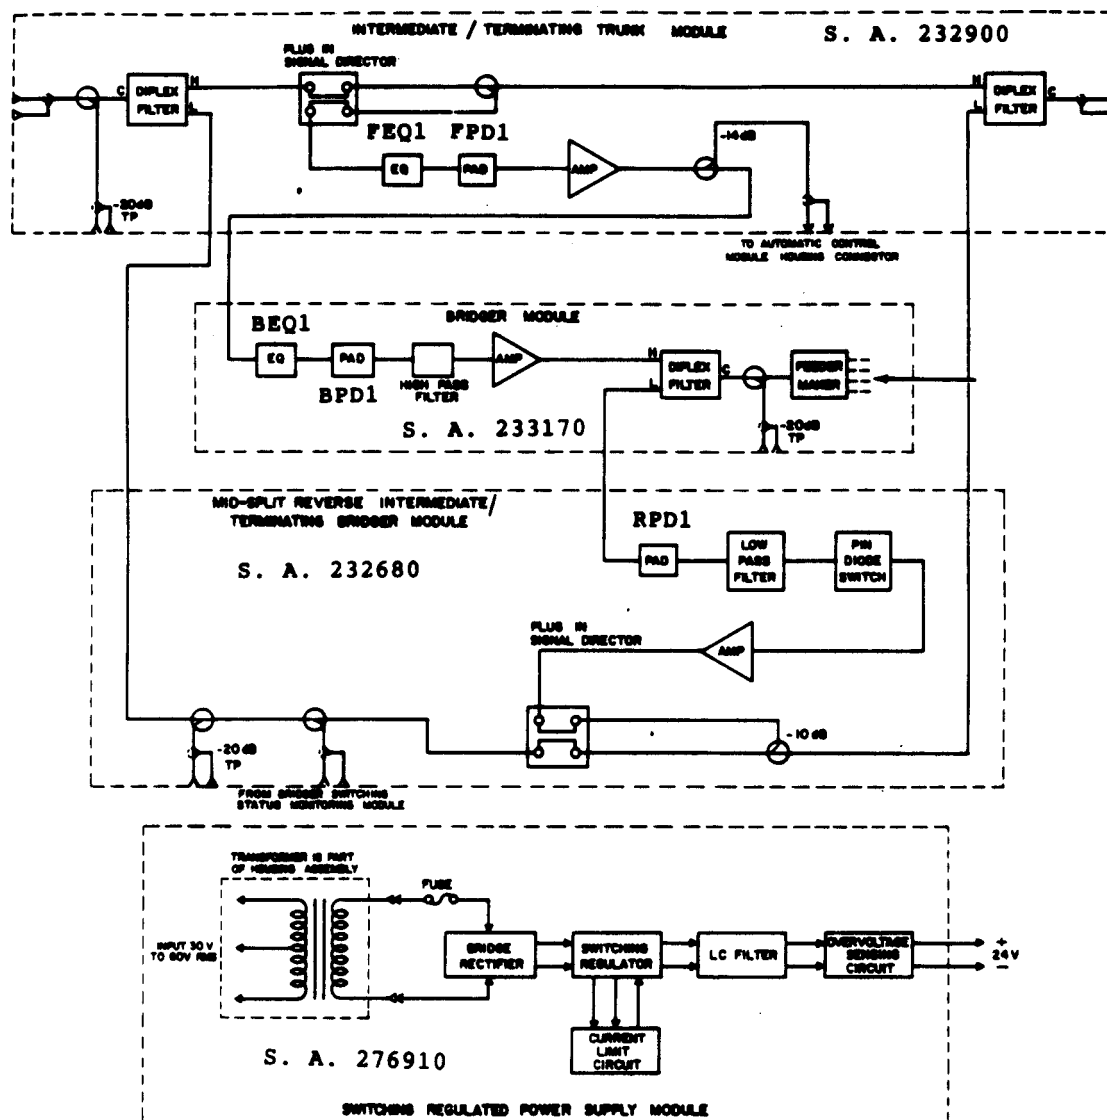 INTERMEDIATE / TERMINATING TRUNK MODULE
S. A. 232900
PLUG IN
SIGNAL DIRECTOR
C
DIPLEX
FILTER
H
L
H
L
DIPLEX
FILTER
C
FEQ1
FPD1
EQ
PAD
AMP
-14dB
-20dB
TP
TO AUTOMATIC CONTROL
MODULE HOUSING CONNECTOR
BRIDGER MODULE
BEQ1
EQ
PAD
BPD1
HIGH PASS
FILTER
AMP
H
L
DIPLEX
FILTER
C
FEEDER
MAKER
-20dB
TP
S. A. 233170
MID-SPLIT REVERSE INTERMEDIATE/
TERMINATING BRIDGER MODULE
S. A. 232680
RPD1
PAD
LOW
PASS
FILTER
PIN
DIODE
SWITCH
PLUG IN
SIGNAL DIRECTOR
AMP
-10dB
-20dB
TP
FROM BRIDGER SWITCHING
STATUS MONITORING MODULE
TRANSFORMER IS PART
OF HOUSING ASSEMBLY
FUSE
INPUT 30 V
TO 60V RMS
BRIDGE
RECTIFIER
SWITCHING
REGULATOR
LC FILTER
OVERVOLTAGE
SENSING
CIRCUIT
+
24V
-
CURRENT
LIMIT
CIRCUIT
S. A. 276910
SWITCHING REGULATED POWER SUPPLY MODULE